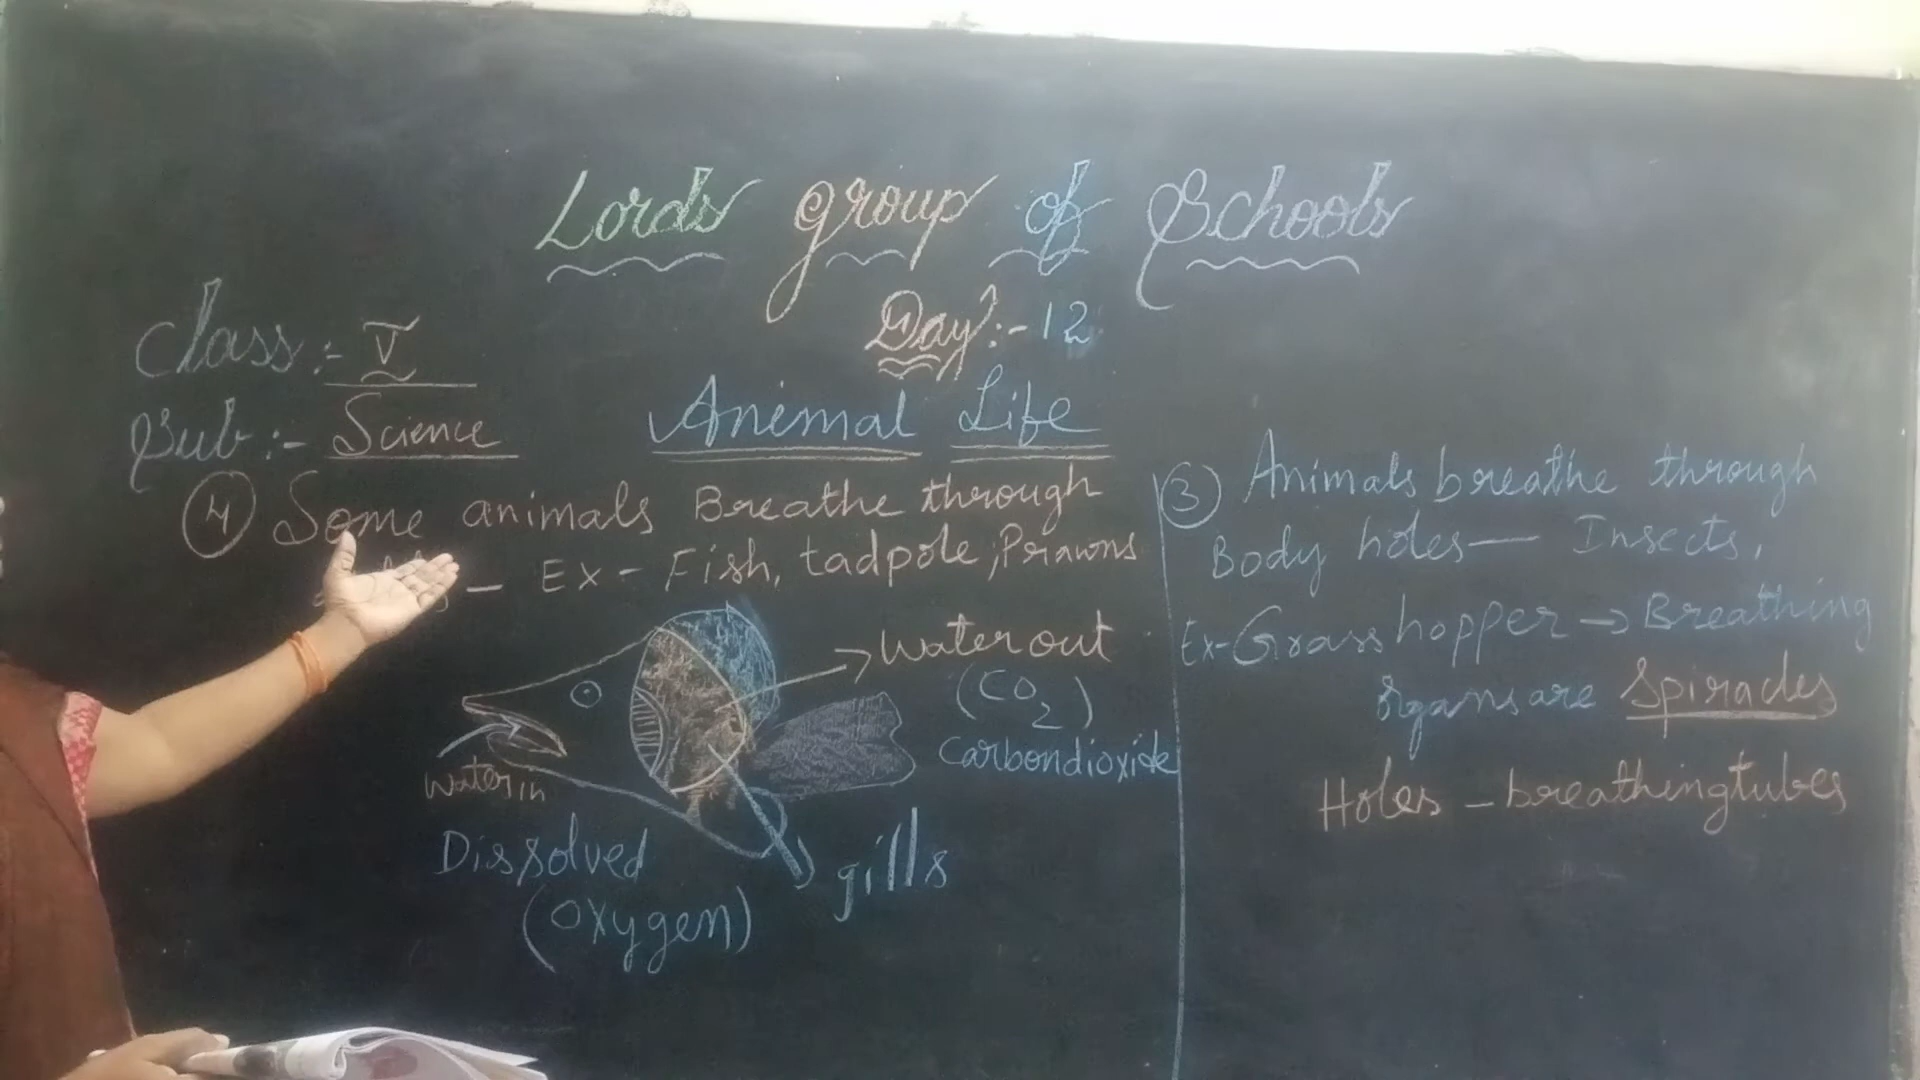 Lords group of Schools
Day:- 12
Class:- V
Sub:- Science
Animal Life
4 Some animals Breathe through
- Ex - Fish, tadpole, Prawns
Water out
(CO2)
Carbondioxide
Water in
Dissolved
(Oxygen)
gills
3 Animals breathe through
Body holes - Insects,
Ex-Grasshopper → Breathing
organs are Spiracles
Holes - breathing tubes